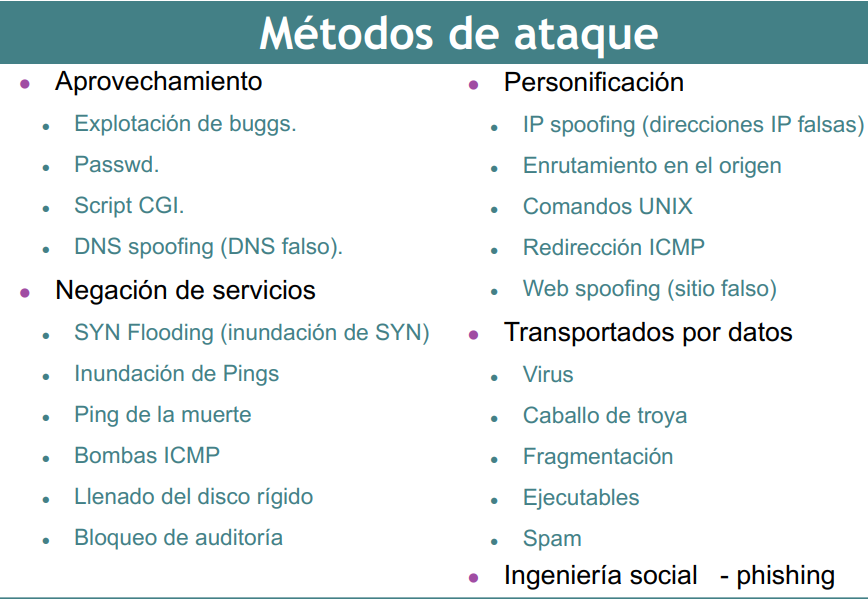 Métodos de ataque
Aprovechamiento
Explotación de buggs.
Passwd.
Script CGI.
DNS spoofing (DNS falso).
Negación de servicios
SYN Flooding (inundación de SYN)
Inundación de Pings
Ping de la muerte
Bombas ICMP
Llenado del disco rígido
Bloqueo de auditoría
Personificación
IP spoofing (direcciones IP falsas)
Enrutamiento en el origen
Comandos UNIX
Redirección ICMP
Web spoofing (sitio falso)
Transportados por datos
Virus
Caballo de troya
Fragmentación
Ejecutables
Spam
Ingeniería social - phishing